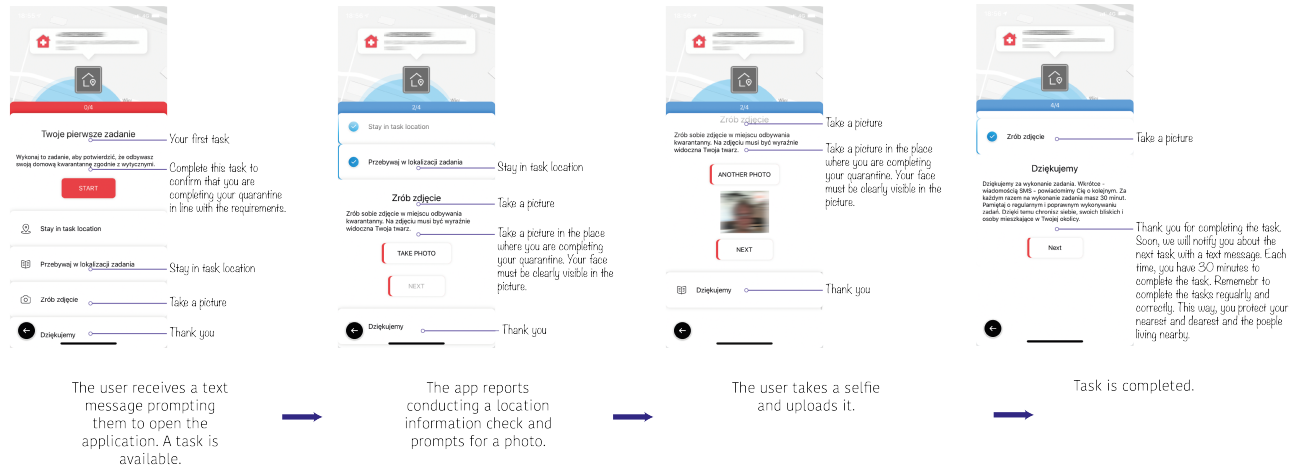 0/4
Twoje pierwsze zadanie
Your first task
Wykonaj to zadanie, aby potwierdzić, że odbywasz
swoją domową kwarantannę zgodnie z wytycznymi.
Complete this task to
confirm that you are
completing your quarantine
in line with the requirements.
START
Stay in task location
Przebywaj w lokalizacji zadania
Stay in task location
Zrób zdjęcie
Take a picture
Dziękujemy
Thank you
The user receives a text
message prompting
them to open the
application. A task is
available.
2/4
Stay in task location
Przebywaj w lokalizacji zadania
Stay in task location
Zrób zdjęcie
Take a picture
Zrób sobie zdjęcie w miejscu odbywania
kwarantanny. Na zdjęciu musi być wyraźnie
widoczna Twoja twarz.
Take a picture in the place
where you are completing
your quarantine. Your face
must be clearly visible in the
picture.
TAKE PHOTO
NEXT
Dziękujemy
Thank you
The app reports
conducting a location
information check and
prompts for a photo.
2/4
Zrób zdjęcie
Take a picture
Zrób sobie zdjęcie w miejscu odbywania
kwarantanny. Na zdjęciu musi być wyraźnie
widoczna Twoja twarz.
Take a picture in the place
where you are completing
your quarantine. Your face
must be clearly visible in the
picture.
ANOTHER PHOTO
NEXT
Dziękujemy
Thank you
The user takes a selfie
and uploads it.
4/4
Zrób zdjęcie
Take a picture
Dziękujemy
Dziękujemy za wykonanie zadania. Wkrótce -
wiadomością SMS - powiadomimy Cię o kolejnym. Za
każdym razem na wykonanie zadania masz 30 minut.
Pamiętaj o regularnym i poprawnym wykonywaniu
zadań. Dzięki temu chronisz siebie, swoich bliskich i
osoby mieszkające w Twojej okolicy.
Thank you for completing the task.
Soon, we will notify you about the
next task with a text message. Each
time, you have 30 minutes to
complete the task. Rememebr to
complete the tasks regualrly and
correctly. This way, you protect your
nearest and dearest and the poeple
living nearby.
Next
Task is completed.